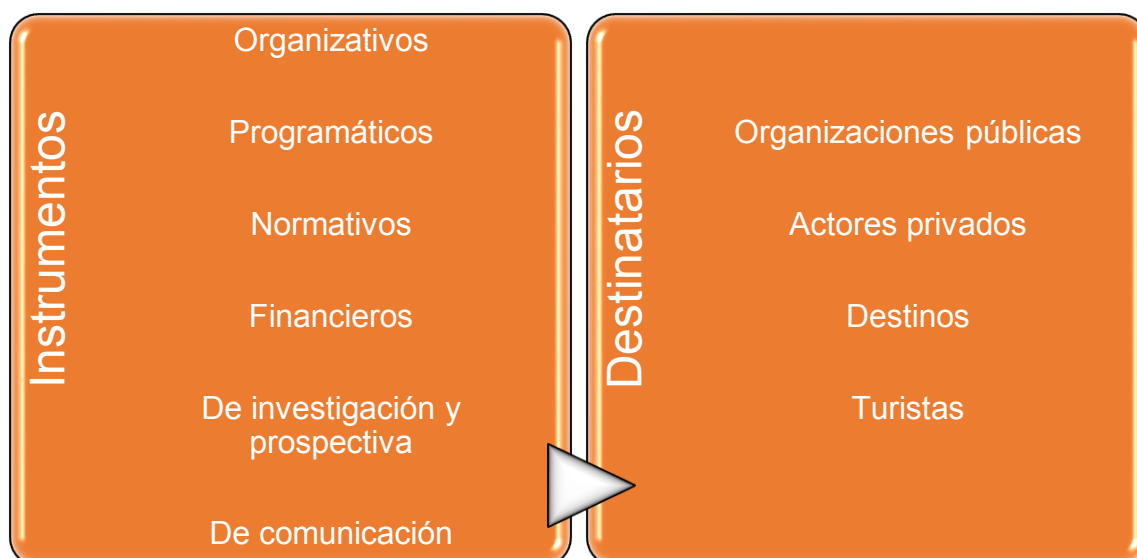 Instrumentos
Organizativos
Programáticos
Normativos
Financieros
De investigación y
prospectiva
De comunicación
Destinatarios
Organizaciones públicas
Actores privados
Destinos
Turistas